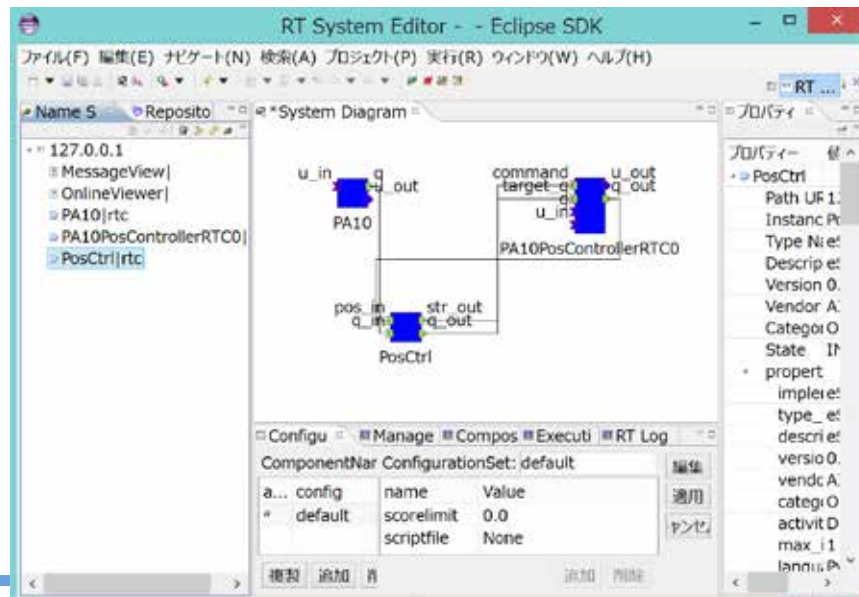 RT System Editor - - Eclipse SDK
ファイル(F) 編集(E) ナビゲート(N) 検索(A) プロジェクト(P) 実行(R) ウィンドウ(W) ヘルプ(H)
RT ...
Name S
Reposito
127.0.0.1
MessageView|
OnlineViewer|
PA10|rtc
PA10PosControllerRTC0|
PosCtrl|rtc
*System Diagram
u_in
q
u_out
PA10
command
target_q
q
u_in
u_out
q_out
PA10PosControllerRTC0
pos_in
q_in
str_out
q_out
PosCtrl
Configu
Manage
Compos
Executi
RT Log
ComponentNar
ConfigurationSet: default
編集
適用
a... config
name Value
default
scorelimit 0.0
scriptfile None
複製
追加
追加
削除
プロパティ
プロパティー
PosCtrl
Path UF
Instanc
Type Na
Descrip
Version 0.
Vendor
Categor
State
propert
type_
descri
versio 0.
vendc
activit
max_i 1